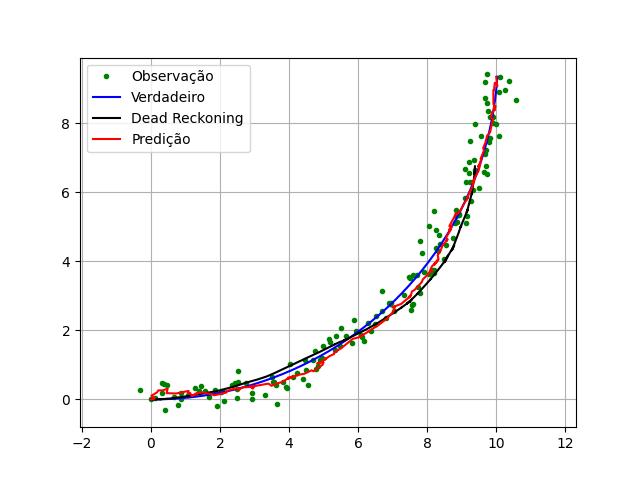 Observação
Verdadeiro
Dead Reckoning
Predição
8
6
4
2
0
−2 0 2 4 6 8 10 12